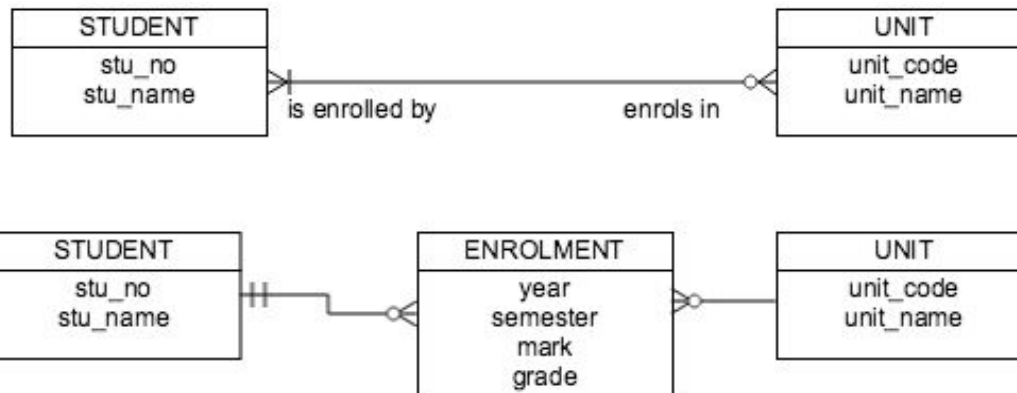 STUDENT
stu_no
stu_name
is enrolled by
enrols in
UNIT
unit_code
unit_name
STUDENT
stu_no
stu_name
ENROLMENT
year
semester
mark
grade
UNIT
unit_code
unit_name